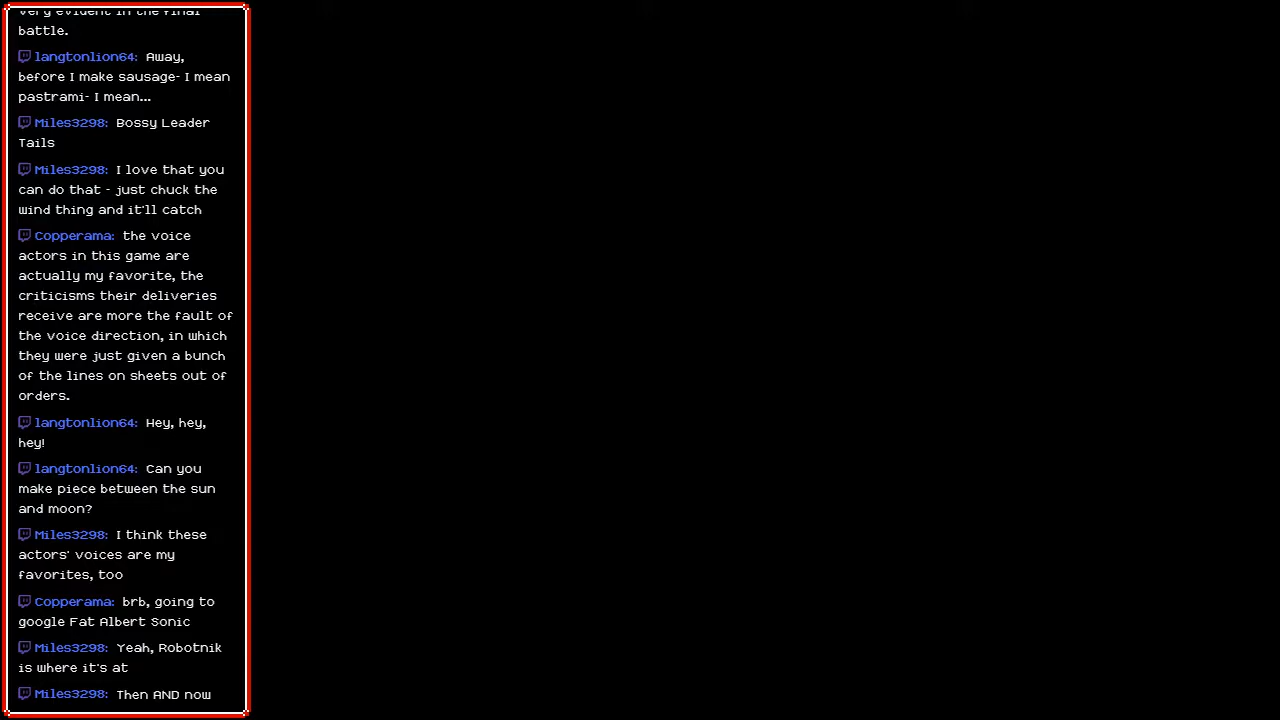 very evident in the final
battle.
langtonlion64: Away,
before I make sausage- I mean
pastrami- I mean...
Miles3298: Bossy Leader
Tails
Miles3298: I love that you
can do that - just chuck the
wind thing and it'll catch
Copperama: the voice
actors in this game are
actually my favorite, the
criticisms their deliveries
receive are more the fault of
the voice direction, in which
they were just given a bunch
of the lines on sheets out of
orders.
langtonlion64: Hey, hey,
hey!
langtonlion64: Can you
make piece between the sun
and moon?
Miles3298: I think these
actors' voices are my
favorites, too
Copperama: brb, going to
google Fat Albert Sonic
Miles3298: Yeah, Robotnik
is where it's at
Miles3298: Then AND now